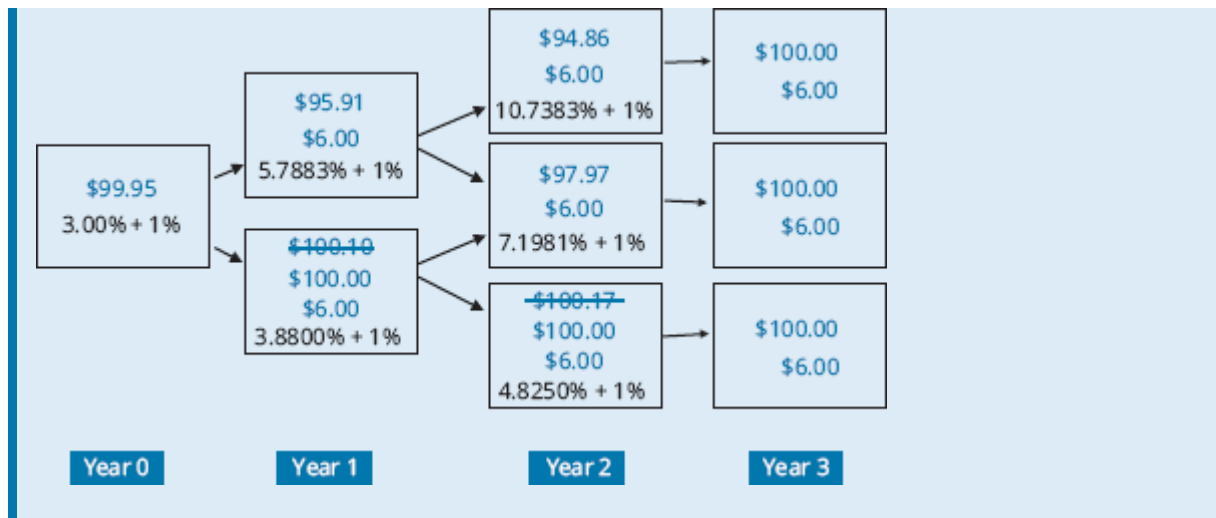 $99.95
3.00% + 1%
$95.91
$6.00
5.7883% + 1%
$100.10
$100.00
$6.00
3.8800% + 1%
$94.86
$6.00
10.7383% + 1%
$97.97
$6.00
7.1981% + 1%
$100.17
$100.00
$6.00
4.8250% + 1%
$100.00
$6.00
$100.00
$6.00
$100.00
$6.00
Year 0
Year 1
Year 2
Year 3